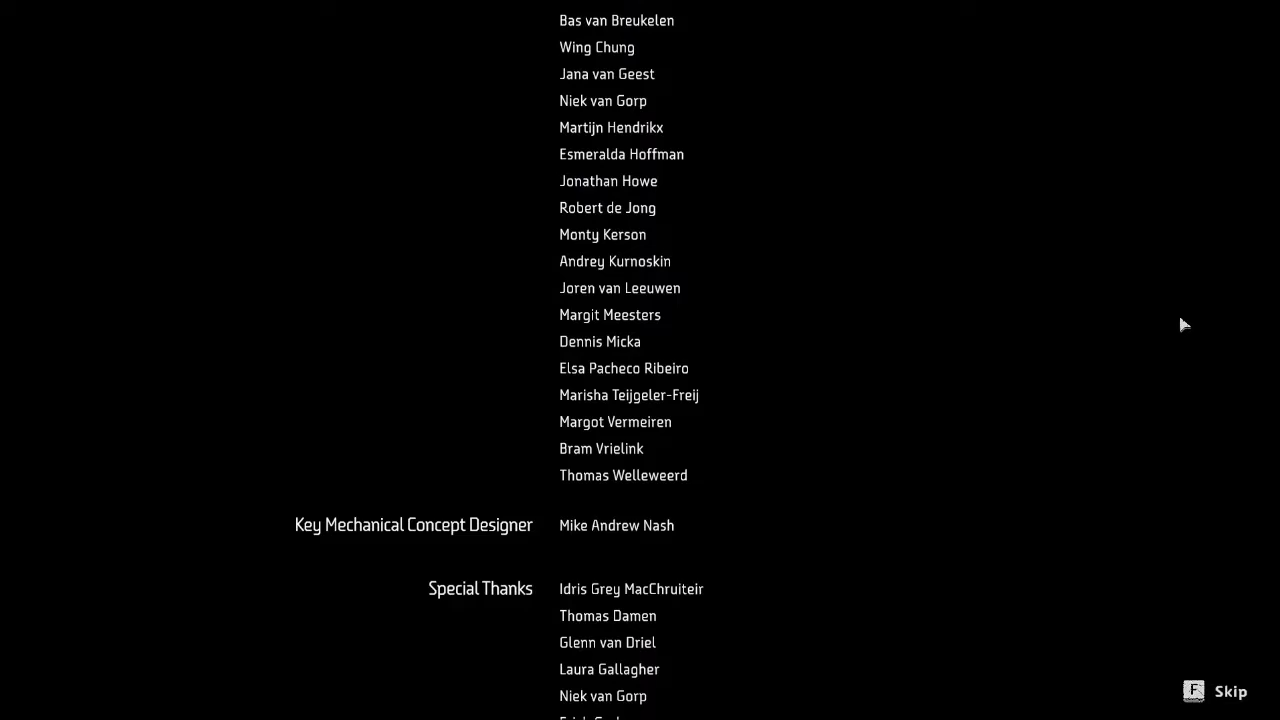 Bas van Breukelen
Wing Chung
Jana van Geest
Niek van Gorp
Martijn Hendrikx
Esmeralda Hoffman
Jonathan Howe
Robert de Jong
Monty Kerson
Andrey Kurnoskin
Joren van Leeuwen
Margit Meesters
Dennis Micka
Elsa Pacheco Ribeiro
Marisha Teijgeler-Freij
Margot Vermeiren
Bram Vrielink
Thomas Welleweerd
Key Mechanical Concept Designer Mike Andrew Nash
Special Thanks Idris Grey MacChruiteir
Thomas Damen
Glenn van Driel
Laura Gallagher
Niek van Gorp
F Skip